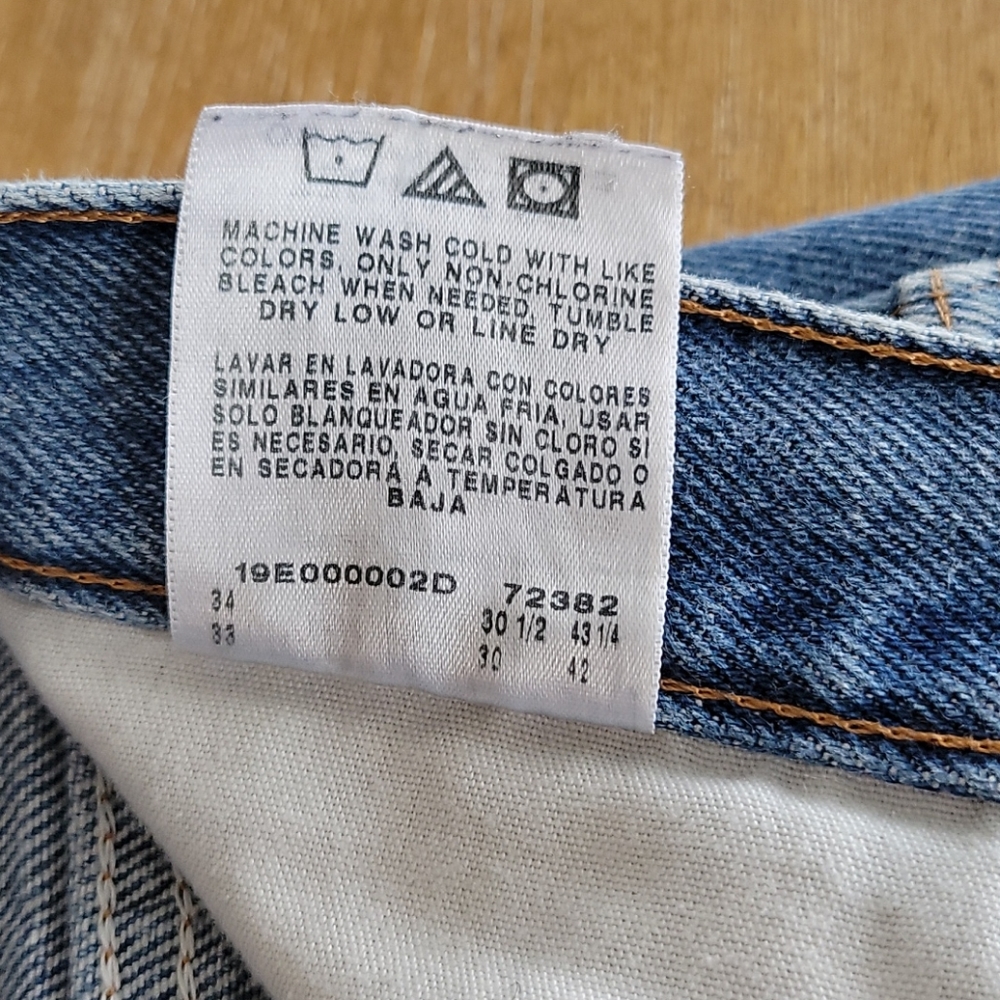 MACHINE WASH COLD WITH LIKE
COLORS, ONLY NON-CHLORINE
BLEACH WHEN NEEDED, TUMBLE
DRY LOW OR LINE DRY
LAVAR EN LAVADORA CON COLORES
SIMILARES EN AGUA FRIA, USAR
SOLO BLANQUEADOR SIN CLORO SI
ES NECESARIO, SECAR COLGADO O
EN SECADORA A TEMPERATURA
BAJA
19E000002D 72382
34 30 1/2 43 1/4
33 30 42